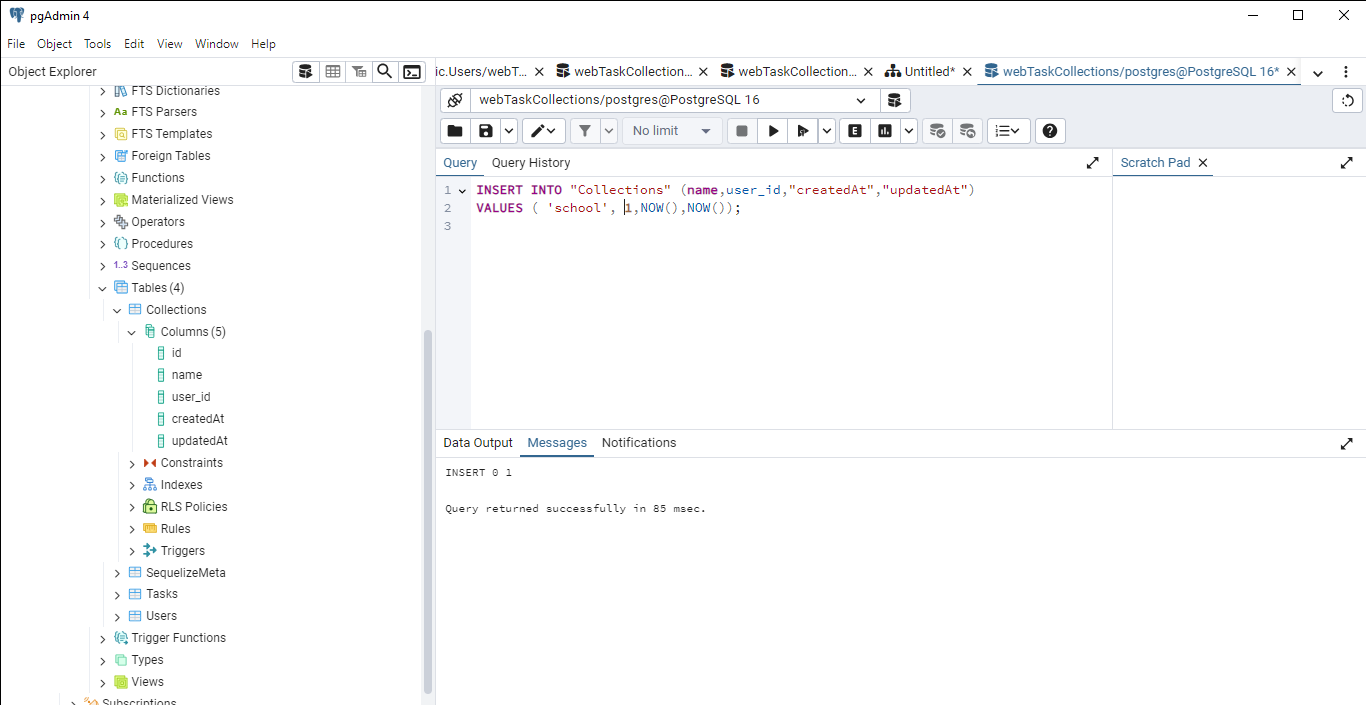 pgAdmin 4
File Object Tools Edit View Window Help
Object Explorer
FTS Dictionaries
Aa FTS Parsers
FTS Templates
Foreign Tables
Functions
Materialized Views
Operators
Procedures
1..3 Sequences
Tables (4)
Collections
Columns (5)
id
name
user_id
createdAt
updatedAt
Constraints
Indexes
RLS Policies
Rules
Triggers
SequelizeMeta
Tasks
Users
Trigger Functions
Types
Views
Subscriptions
ic.Users/webT... webTaskCollection... webTaskCollection... Untitled* webTaskCollections/postgres@PostgreSQL 16*
webTaskCollections/postgres@PostgreSQL 16
No limit E
Query Query History
1 INSERT INTO "Collections" (name,user_id,"createdAt","updatedAt")
2 VALUES ( 'school', 1,NOW(),NOW());
3
Scratch Pad
Data Output Messages Notifications
INSERT 0 1
Query returned successfully in 85 msec.